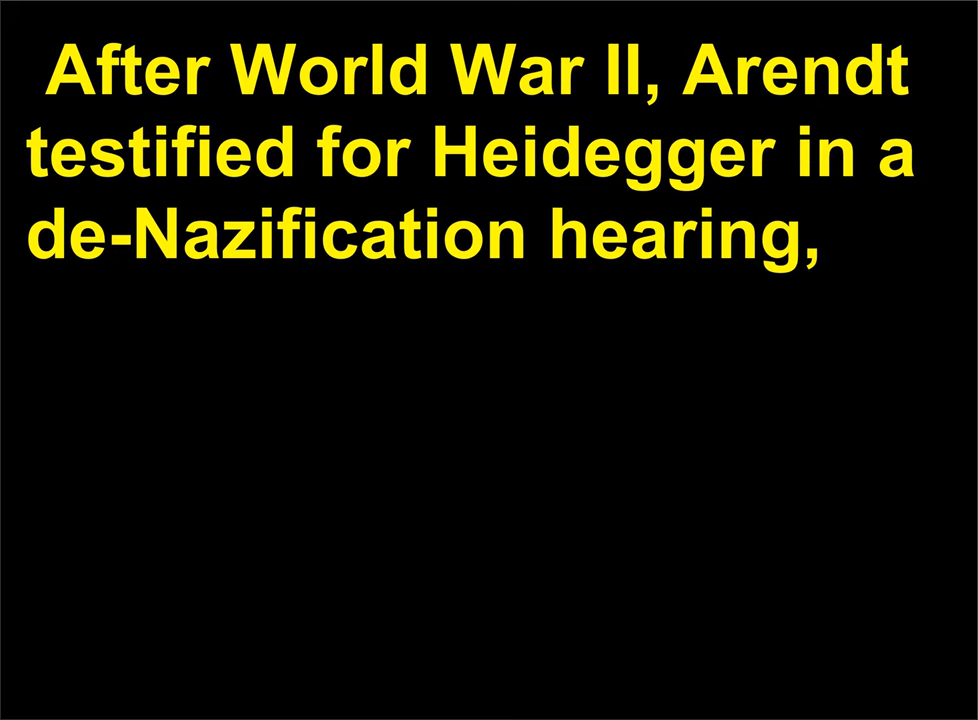 After World War II, Arendt
testified for Heidegger in a
de-Nazification hearing,